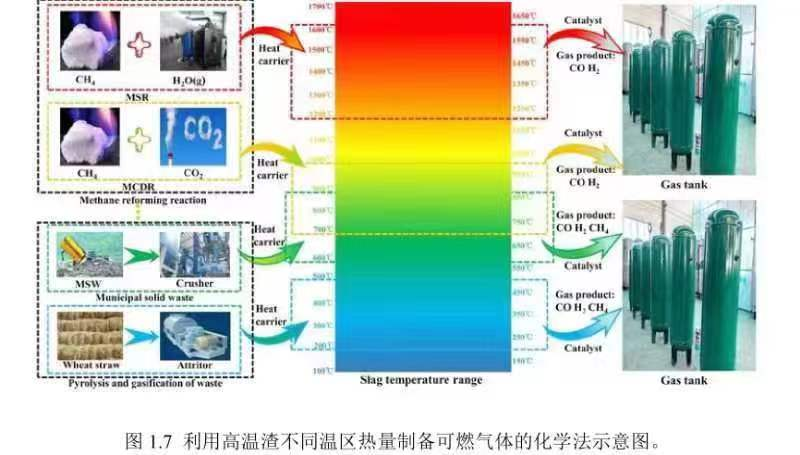 CH4
H2O(g)
MSR
CH4
CO2
CO2
MCDR
Methane reforming reaction
MSW
Crusher
Municipal solid waste
Wheat straw
Attritor
Pyrolysis and gasification of waste
Heat
carrier
Heat
carrier
Heat
carrier
Heat
carrier
1700℃
1600℃
1500℃
1400℃
1200℃
700℃
600℃
500℃
400℃
300℃
200℃
100℃
1650℃
1550℃
1450℃
1350℃
750℃
650℃
550℃
450℃
350℃
250℃
150℃
Slag temperature range
Catalyst
Gas product:
CO H2
Catalyst
Gas product:
CO H2
Gas product:
CO H2 CH4
Catalyst
Gas product:
CO H2 CH4
Catalyst
Gas tank
Gas tank
图 1.7 利用高温渣不同温区热量制备可燃气体的化学法示意图。